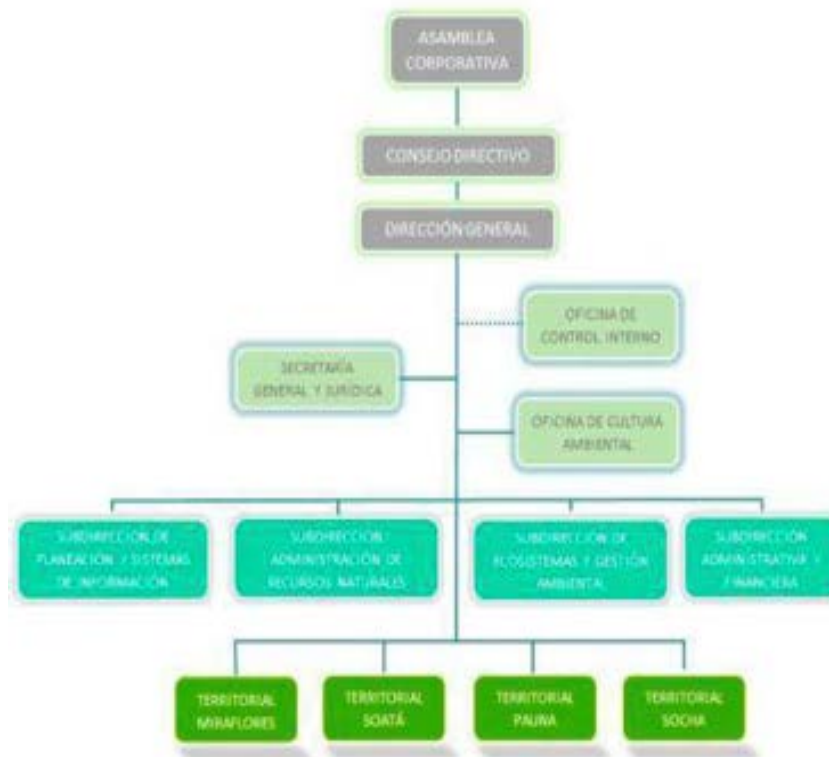 ASAMBLEA
CORPORATIVA
CONSEJO DIRECTIVO
DIRECCIÓN GENERAL
OFICINA DE
CONTROL INTERNO
SECRETARÍA
GENERAL Y JURÍDICA
OFICINA DE CULTURA
AMBIENTAL
SUBDIRECCIÓN DE
PLANEACIÓN Y SISTEMAS
DE INFORMACIÓN
SUBDIRECCIÓN
ADMINISTRACIÓN DE
RECURSOS NATURALES
SUBDIRECCIÓN DE
ECOSISTEMAS Y GESTIÓN
AMBIENTAL
SUBDIRECCIÓN
ADMINISTRATIVA Y
FINANCIERA
TERRITORIAL
MIRAFLORES
TERRITORIAL
SOATÁ
TERRITORIAL
PAUNA
TERRITORIAL
SOCHA